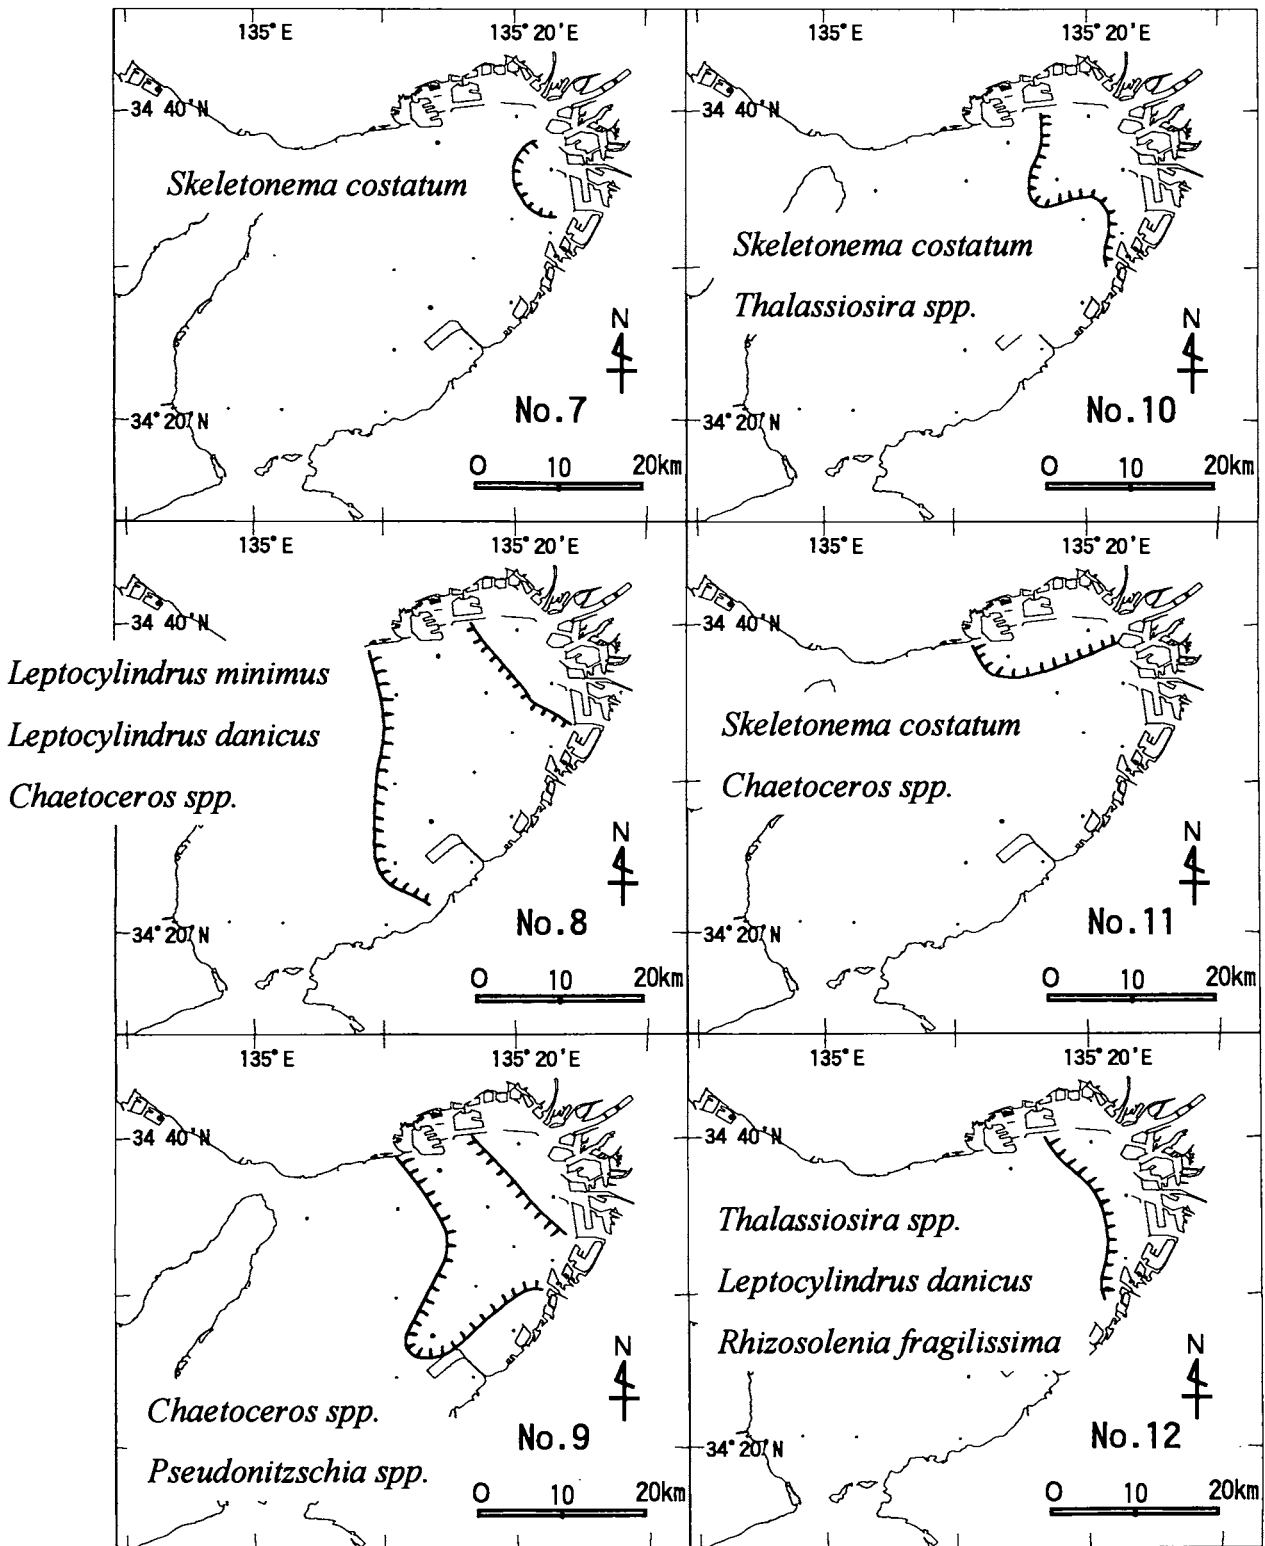 135° E 135° 20' E
34 40' N
Skeletonema costatum
N
34° 20' N
No.7
0 10 20km
135° E 135° 20' E
34 40' N
Skeletonema costatum
Thalassiosira spp.
N
34° 20' N
No.10
0 10 20km
135° E 135° 20' E
34 40' N
Leptocylindrus minimus
Leptocylindrus danicus
Chaetoceros spp.
N
34° 20' N
No.8
0 10 20km
135° E 135° 20' E
34 40' N
Skeletonema costatum
Chaetoceros spp.
N
34° 20' N
No.11
0 10 20km
135° E 135° 20' E
34 40' N
N
Chaetoceros spp.
No.9
Pseudonitzschia spp.
0 10 20km
135° E 135° 20' E
34 40' N
Thalassiosira spp.
Leptocylindrus danicus
Rhizosolenia fragilissima
N
34° 20' N
No.12
0 10 20km